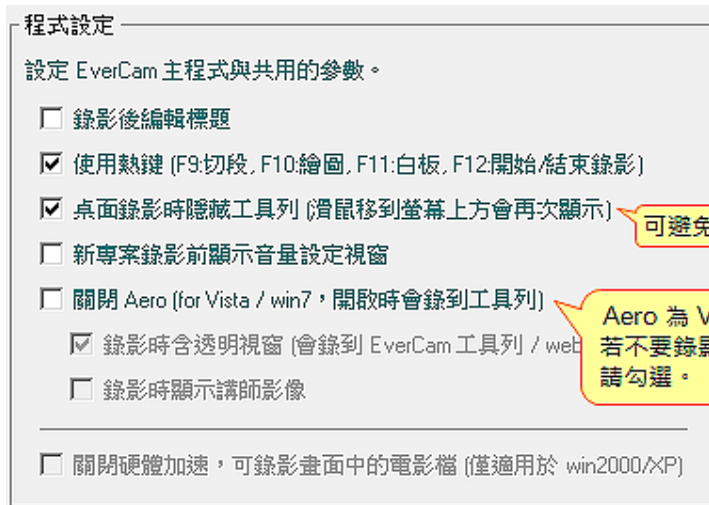 程式設定
設定 EverCam 主程式與共用的參數。
錄影後編輯標題
使用熱鍵 (F9:切段, F10:繪圖, F11:白板, F12:開始/結束錄影)
桌面錄影時隱藏工具列 (滑鼠移到螢幕上方會再次顯示)
可避免
新專案錄影前顯示音量設定視窗
關閉 Aero (for Vista / win7，開啟時會錄到工具列)
Aero 為 V
錄影時含透明視窗 (會錄到 EverCam 工具列 / web
若不要錄影
請勾選。
錄影時顯示講師影像
關閉硬體加速，可錄影畫面中的電影檔 (僅適用於 win2000/XP)